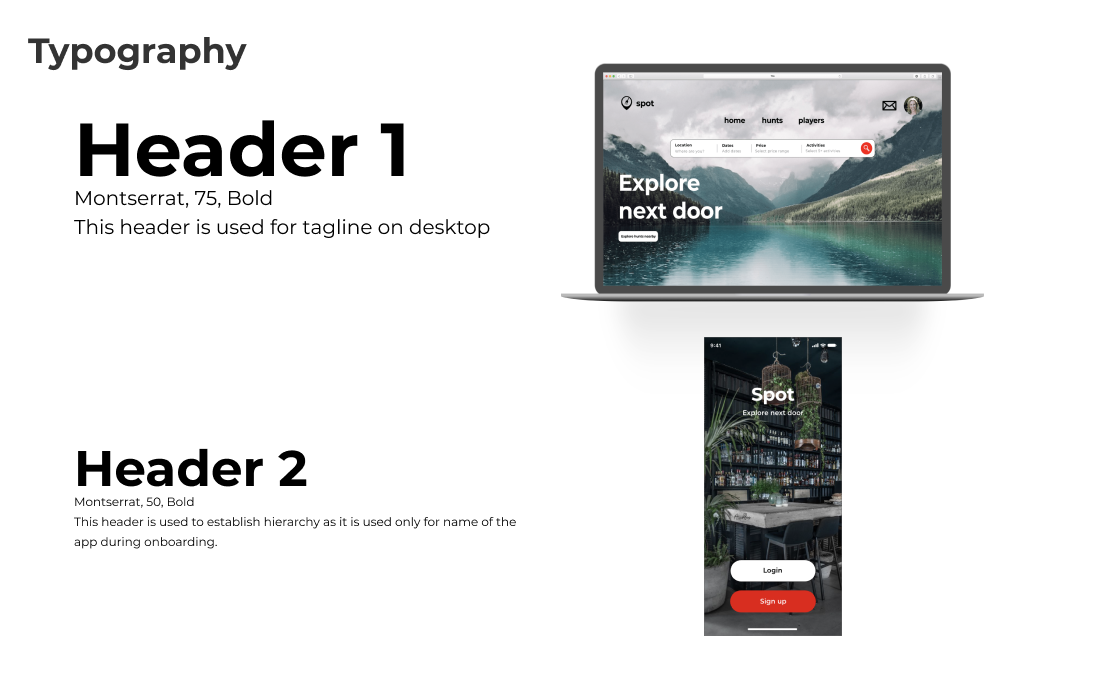 Typography
Header 1
Montserrat, 75, Bold
This header is used for tagline on desktop
spot
home hunts players
Location Dates Price Activities
Where are you? Add dates Select price range
Explore
next door
Explore hunts nearby
Header 2
Montserrat, 50, Bold
This header is used to establish hierarchy as it is used only for name of the
app during onboarding.
9:41
Spot
Explore next door
Login
Sign up